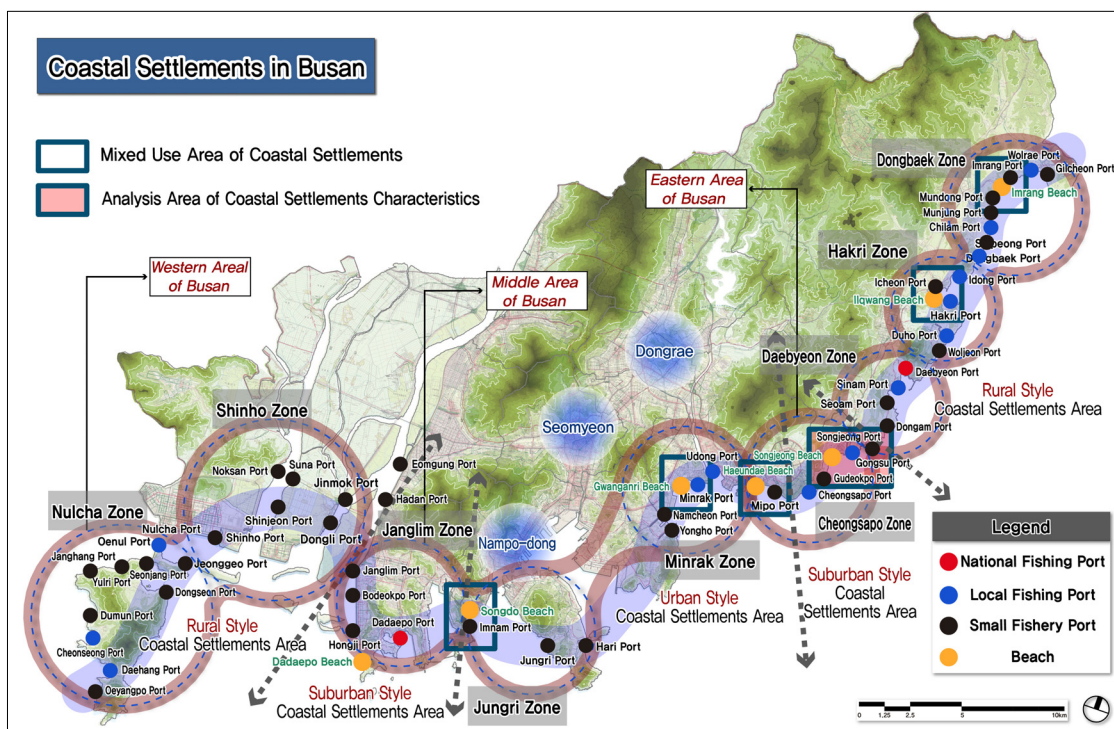 Coastal Settlements in Busan
Mixed Use Area of Coastal Settlements
Analysis Area of Coastal Settlements Characteristics
Western Areal
of Busan
Middle Area
of Busan
Eastern Area
of Busan
Dongbaek Zone
Wolrae Port
Imrang Port
Gilcheon Port
Imrang Beach
Mundong Port
Munjung Port
Chilam Port
Dongbaek Port
Hakri Zone
Idong Port
Icheon Port
Ilqwang Beach
Hakri Port
Duho Port
Woljeon Port
Daebyeon Zone
Daebyeon Port
Sinam Port
Seoam Port
Dongam Port
Rural Style
Coastal Settlements Area
Songjeong Port
Songjeong Beach
Gongsu Port
Gudeokpo Port
Cheongsapo Port
Cheongsapo Zone
Haeundae Beach
Mipo Port
Udong Port
Gwanganri Beach
Minrak Port
Namcheon Port
Yongho Port
Minrak Zone
Suburban Style
Coastal
Settlements Area
Urban Style
Coastal Settlements Area
Dongrae
Seomyeon
Nampo-dong
Shinho Zone
Noksan Port
Suna Port
Jinmok Port
Shinjeon Port
Shinho Port
Dongli Port
Eomgung Port
Hadan Port
Janglim Zone
Janglim Port
Bodeokpo Port
Dadaepo Port
Hongji Port
Dadaepo Beach
Songdo Beach
Imnam Port
Jungri Port
Hari Port
Jungri Zone
Suburban Style
Coastal Settlements Area
Nulcha Zone
Nulcha Port
Oenul Port
Janghang Port
Yuiri Port
Seonjang Port
Jeonggeo Port
Dongseon Port
Dumun Port
Cheonseong Port
Daehang Port
Oeyangpo Port
Rural Style
Coastal Settlements Area
Legend
National Fishing Port
Local Fishing Port
Small Fishery Port
Beach
0
1,25
2,5
5
10km